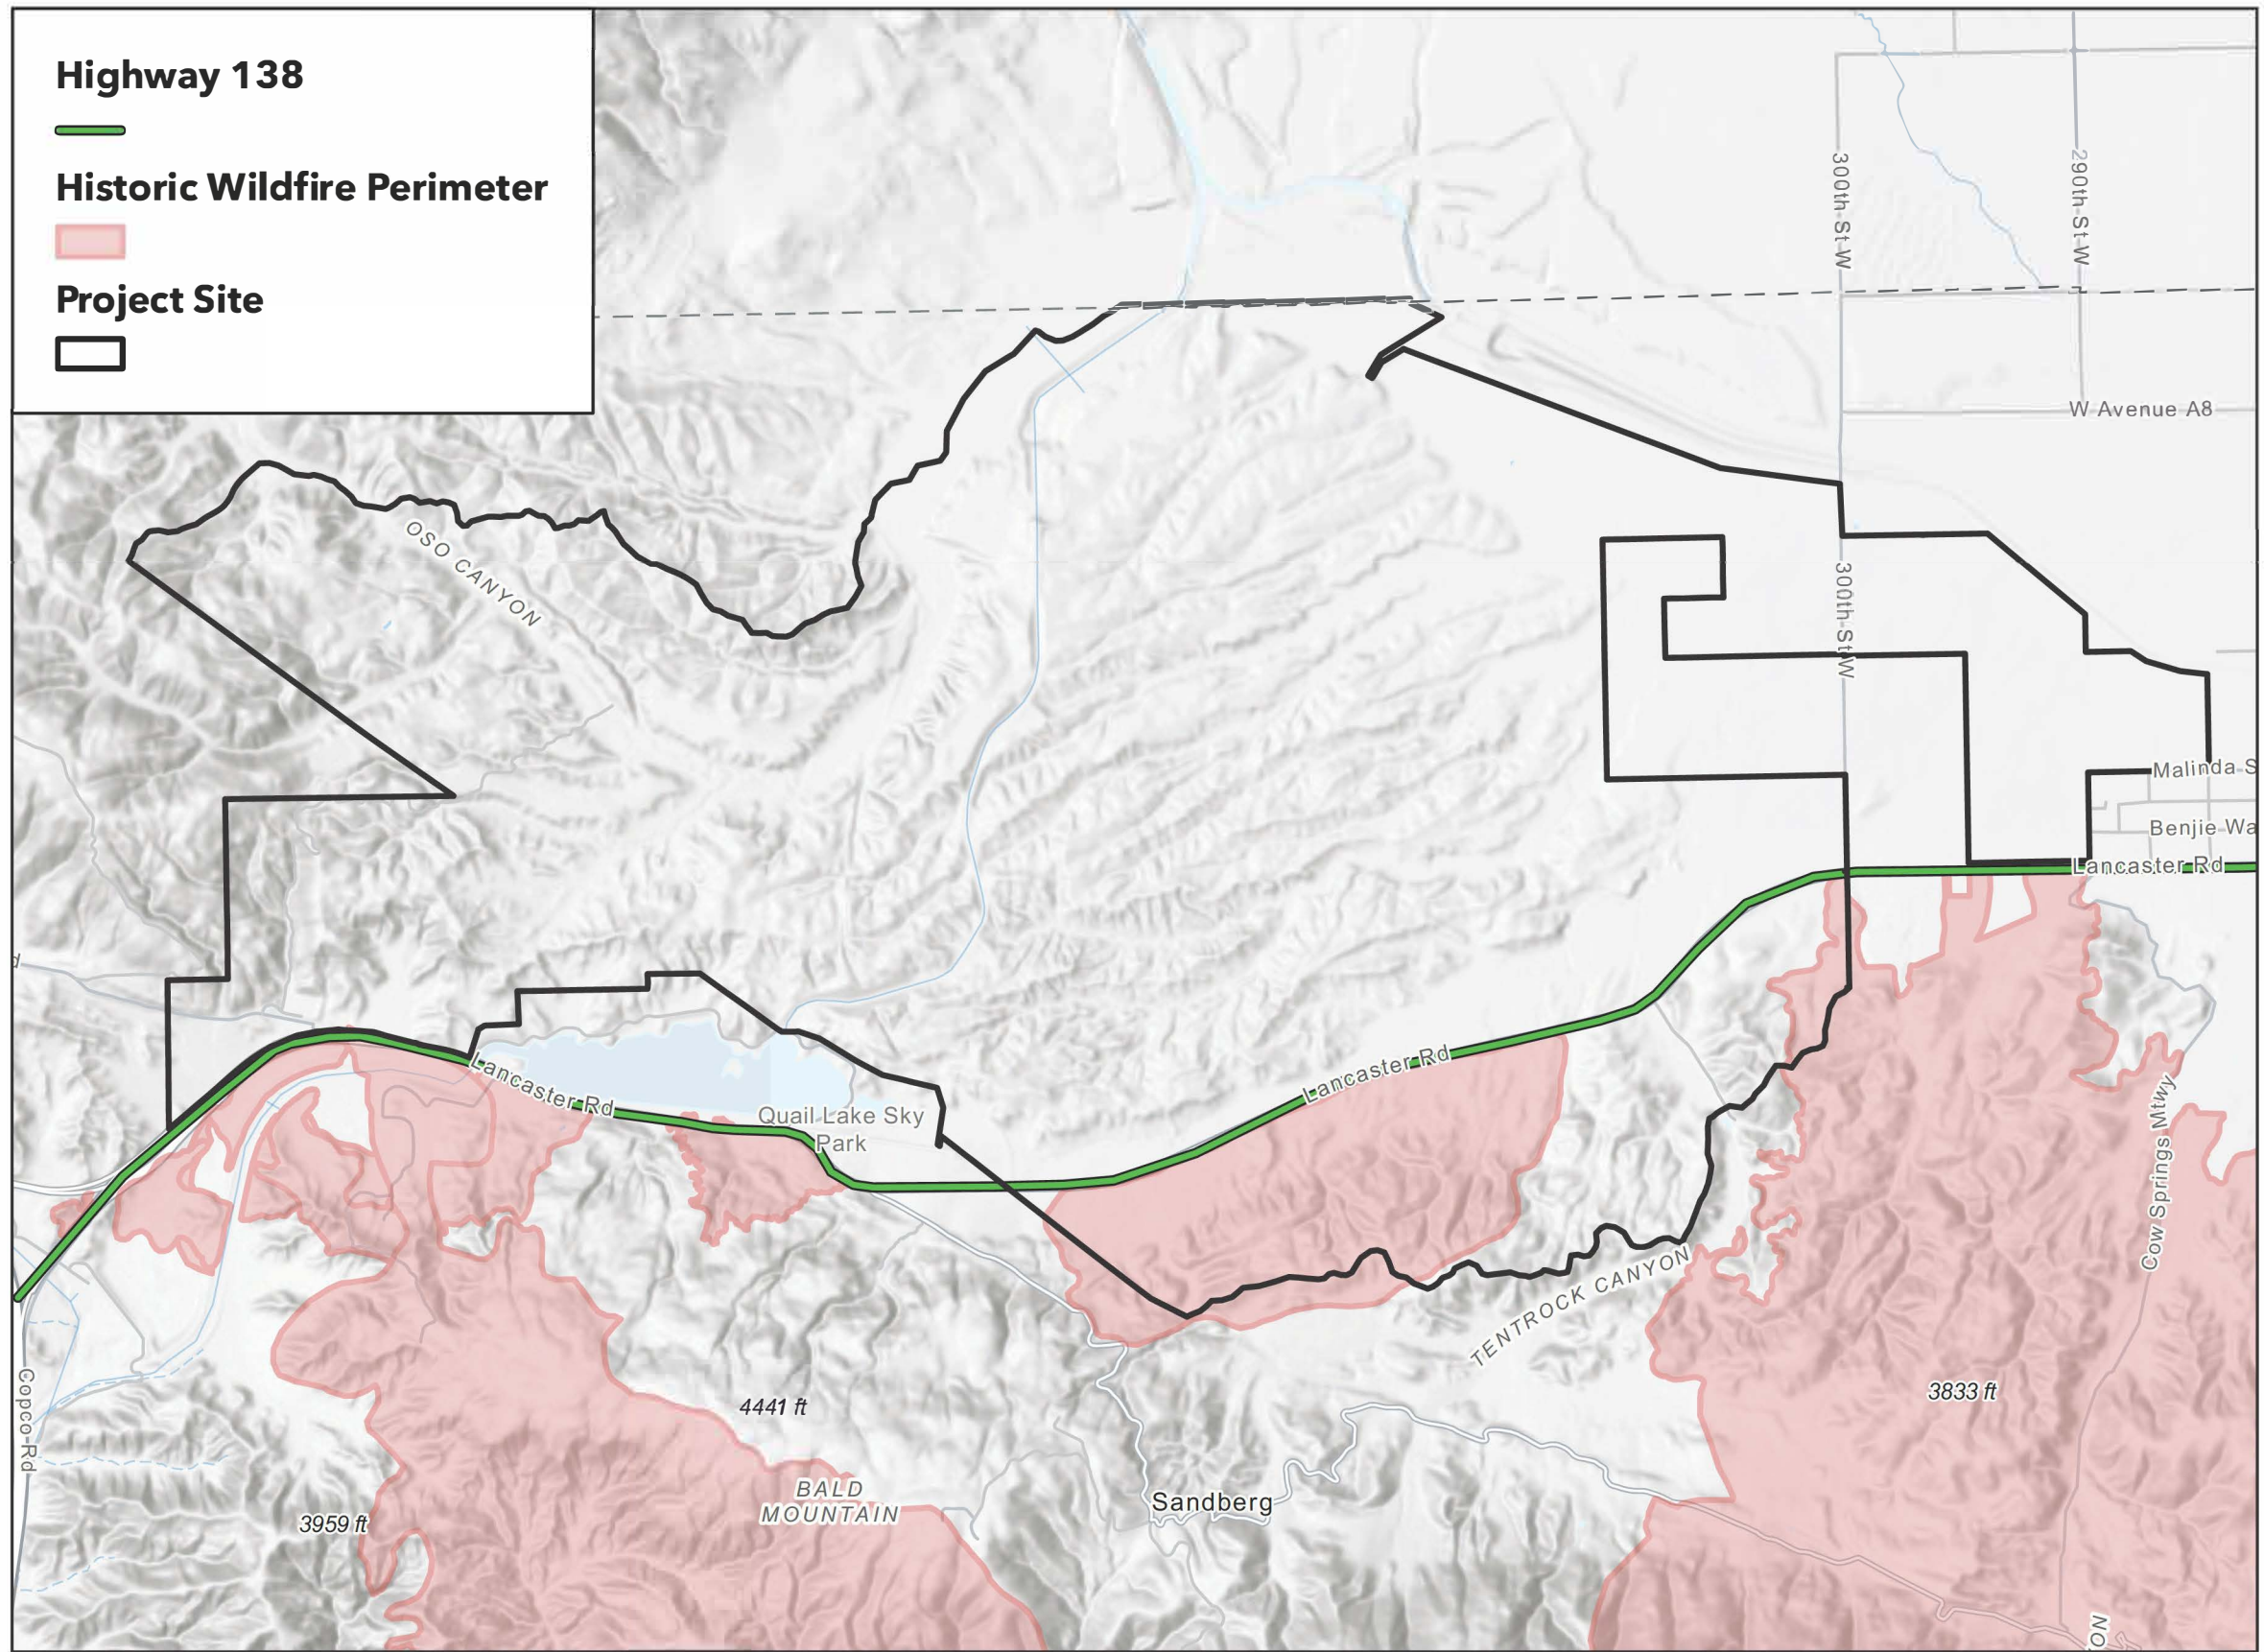 Highway 138
Historic Wildfire Perimeter
Project Site
300th St W
290th St W
W Avenue A8
OSO CANYON
300th St W
Malinda S
Benjie Wa
Lancaster Rd
d
Lancaster Rd
Lancaster Rd
Quail Lake Sky
Park
Cow Springs Mtwy
TENTROCK CANYON
Copco Rd
4441 ft
3833 ft
BALD
MOUNTAIN
Sandberg
3959 ft
ON